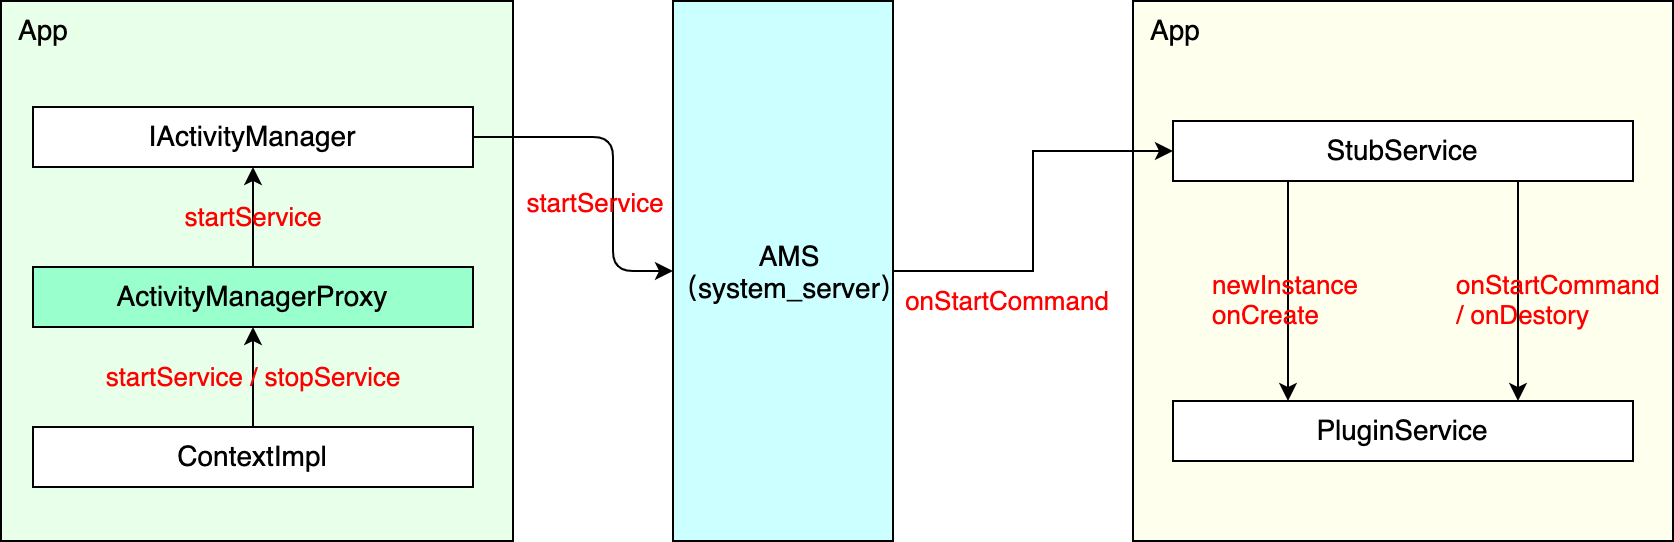 App
IActivityManager
startService
ActivityManagerProxy
startService / stopService
ContextImpl
startService
AMS
(system_server)
onStartCommand
App
StubService
newInstance
onCreate
onStartCommand
/ onDestory
PluginService